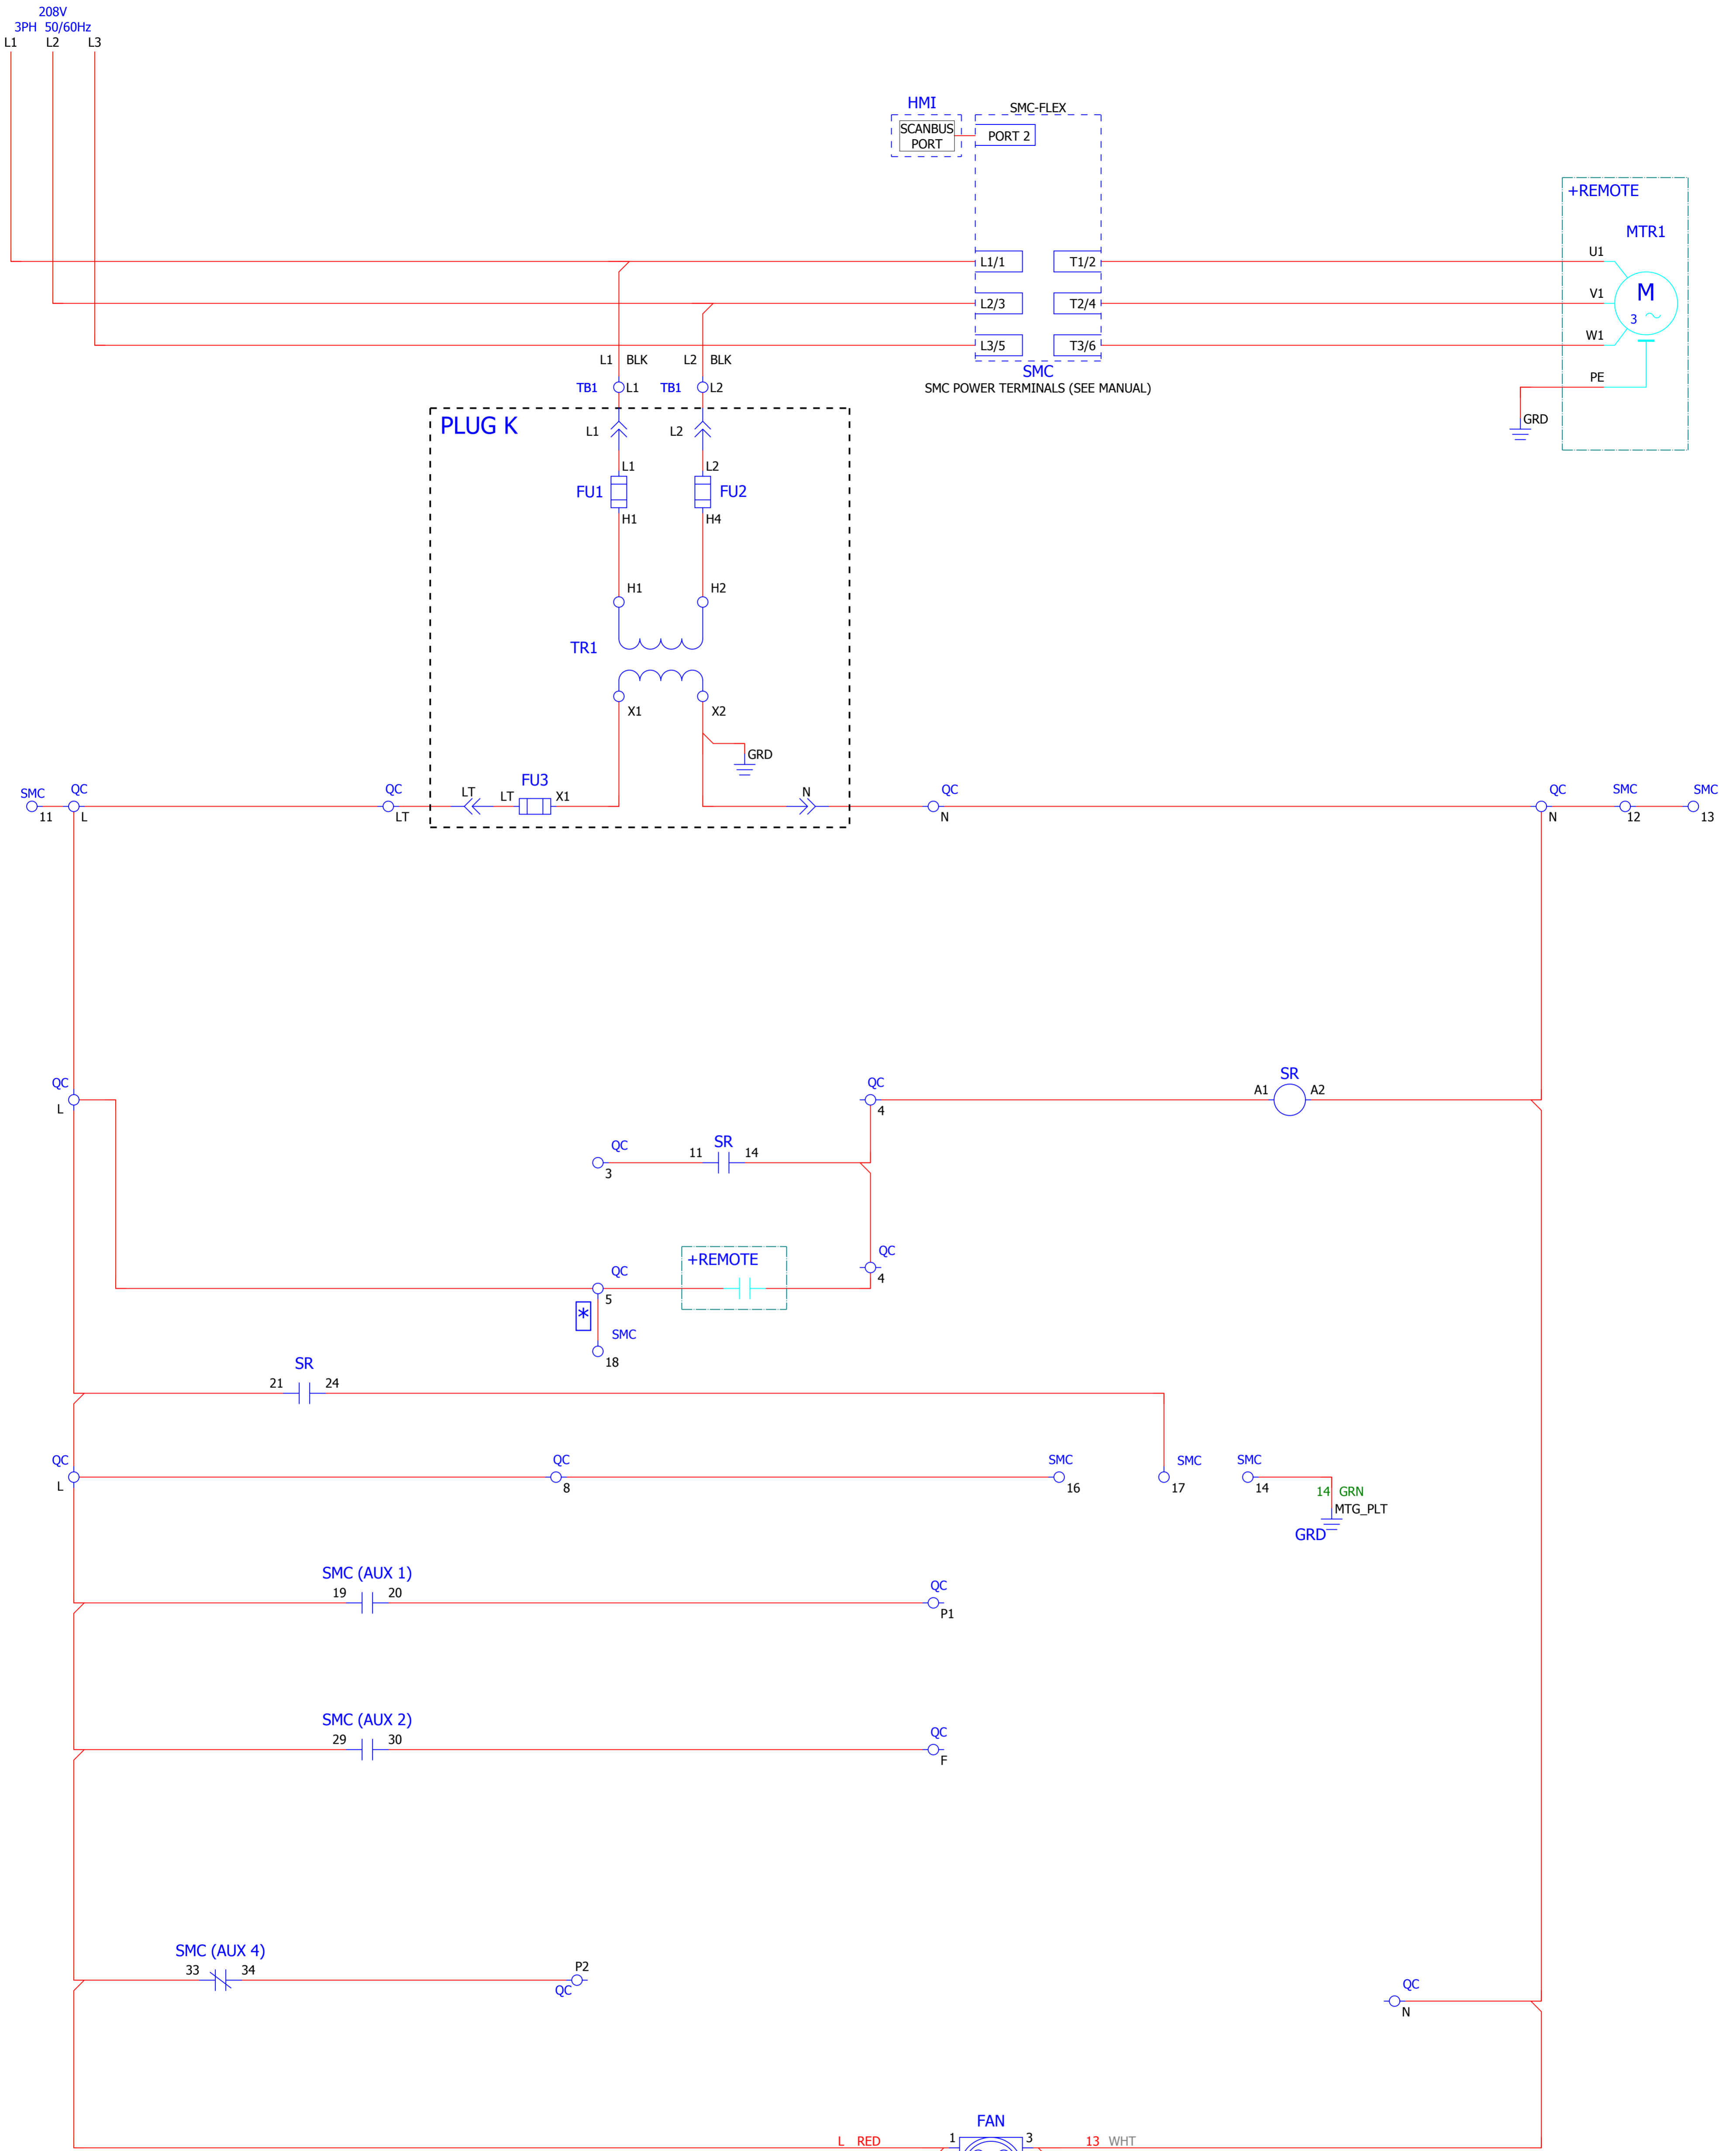 208V
3PH 50/60Hz
L1 L2 L3
HMI
SMC-FLEX
SCANBUS
PORT
PORT 2
+REMOTE
MTR1
L1/1 T1/2 U1
M
3
L2/3 T2/4 V1
L3/5 T3/6 W1
L1 BLK L2 BLK
SMC
SMC POWER TERMINALS (SEE MANUAL)
PE
TB1 L1 TB1 L2
GRD
PLUG K
L1 L2
L1 L2
FU1 FU2
H1 H4
H1 H2
TR1
X1 X2
GRD
FU3
SMC QC QC LT LT X1 N QC QC SMC SMC
11 L LT N N 12 13
QC QC SR
L 4 A1 A2
QC SR
3 11 14
+REMOTE QC
4
QC
5
*
SMC
18
SR
21 24
QC QC SMC SMC SMC
L 8 16 17 14
14 GRN
MTG_PLT
GRD
SMC (AUX 1)
19 20 QC
P1
SMC (AUX 2)
29 30 QC
F
SMC (AUX 4)
33 34 P2
QC
QC
N
FAN
L RED 1 3 13 WHT